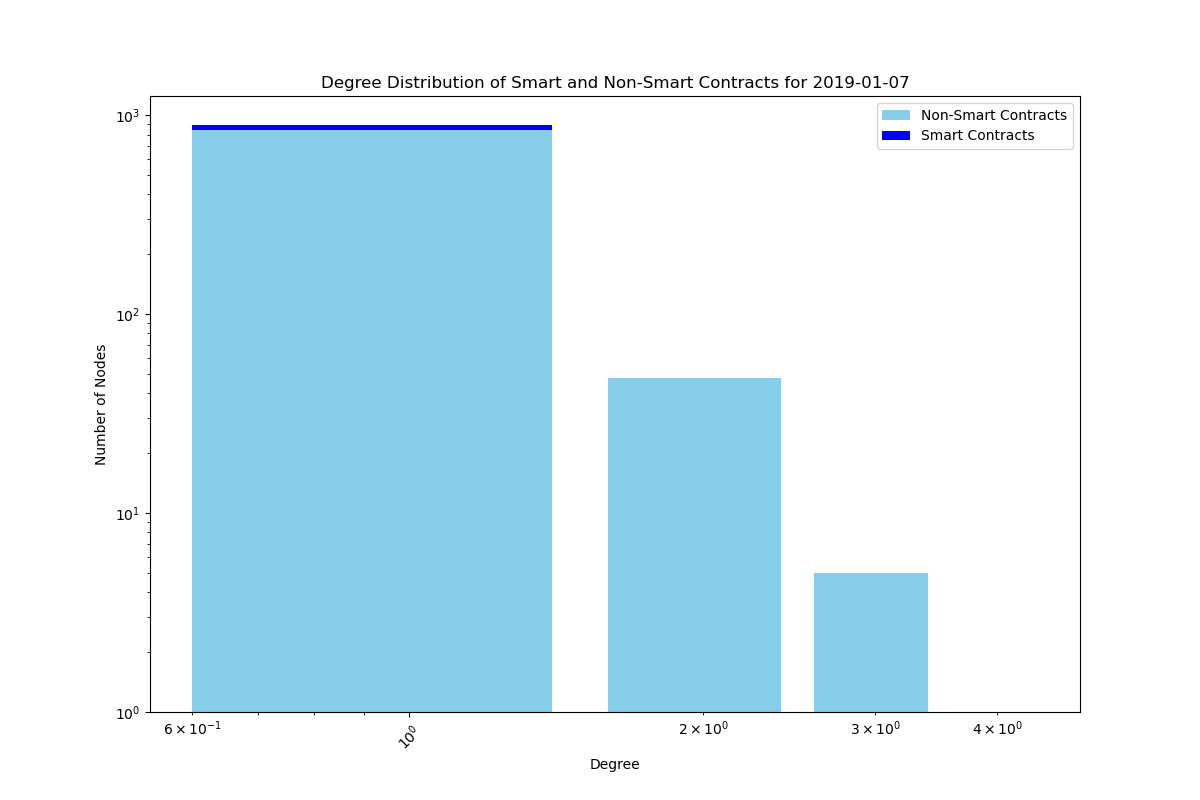 Degree Distribution of Smart and Non-Smart Contracts for 2019-01-07
Non-Smart Contracts
Smart Contracts
Number of Nodes
10³
10²
10¹
10⁰
6 × 10⁻¹
10⁰
2 × 10⁰
3 × 10⁰
4 × 10⁰
Degree